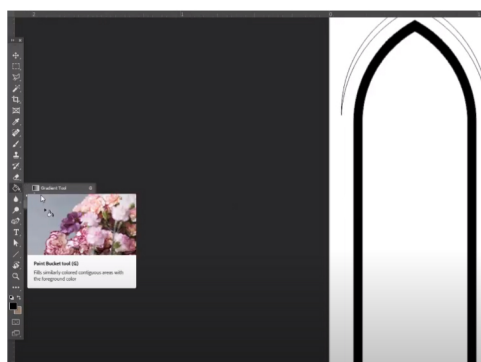 Gradient Tool G
Paint Bucket tool (G)
Fills similarly colored contiguous areas with
the foreground color